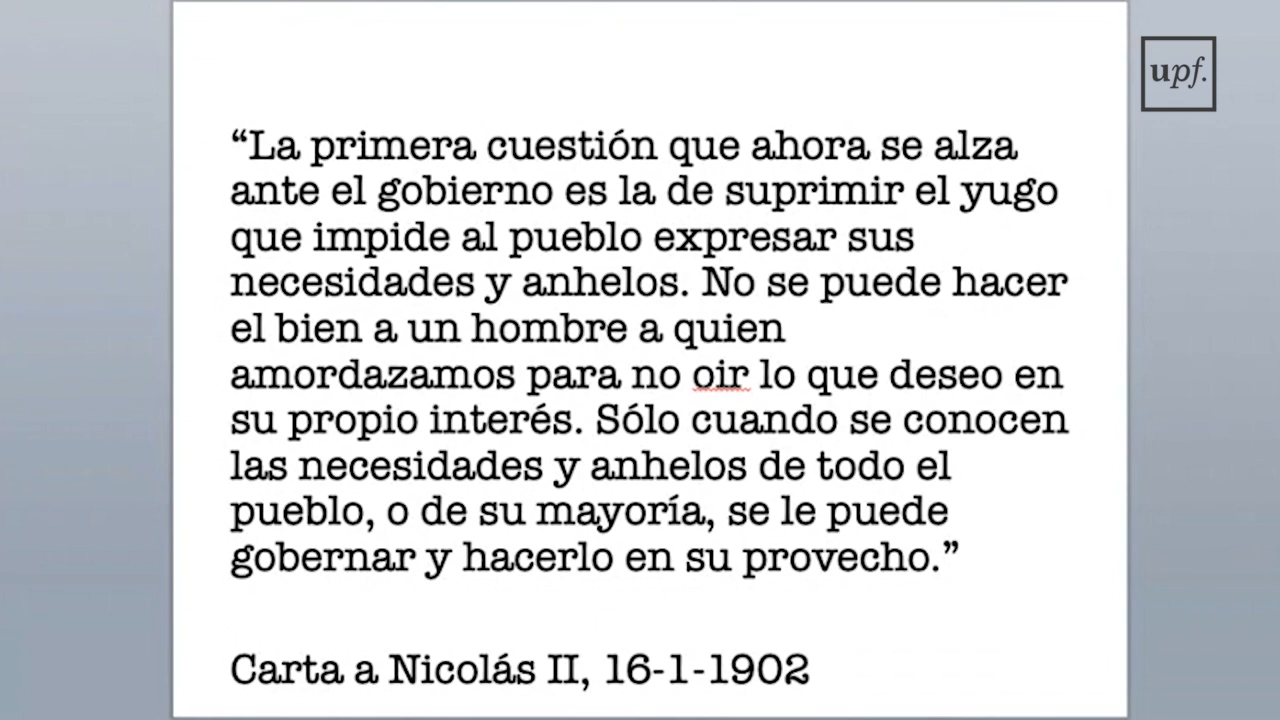 upf.
“La primera cuestión que ahora se alza
ante el gobierno es la de suprimir el yugo
que impide al pueblo expresar sus
necesidades y anhelos. No se puede hacer
el bien a un hombre a quien
amordazamos para no oir lo que deseo en
su propio interés. Sólo cuando se conocen
las necesidades y anhelos de todo el
pueblo, o de su mayoría, se le puede
gobernar y hacerlo en su provecho.”
Carta a Nicolás II, 16-1-1902